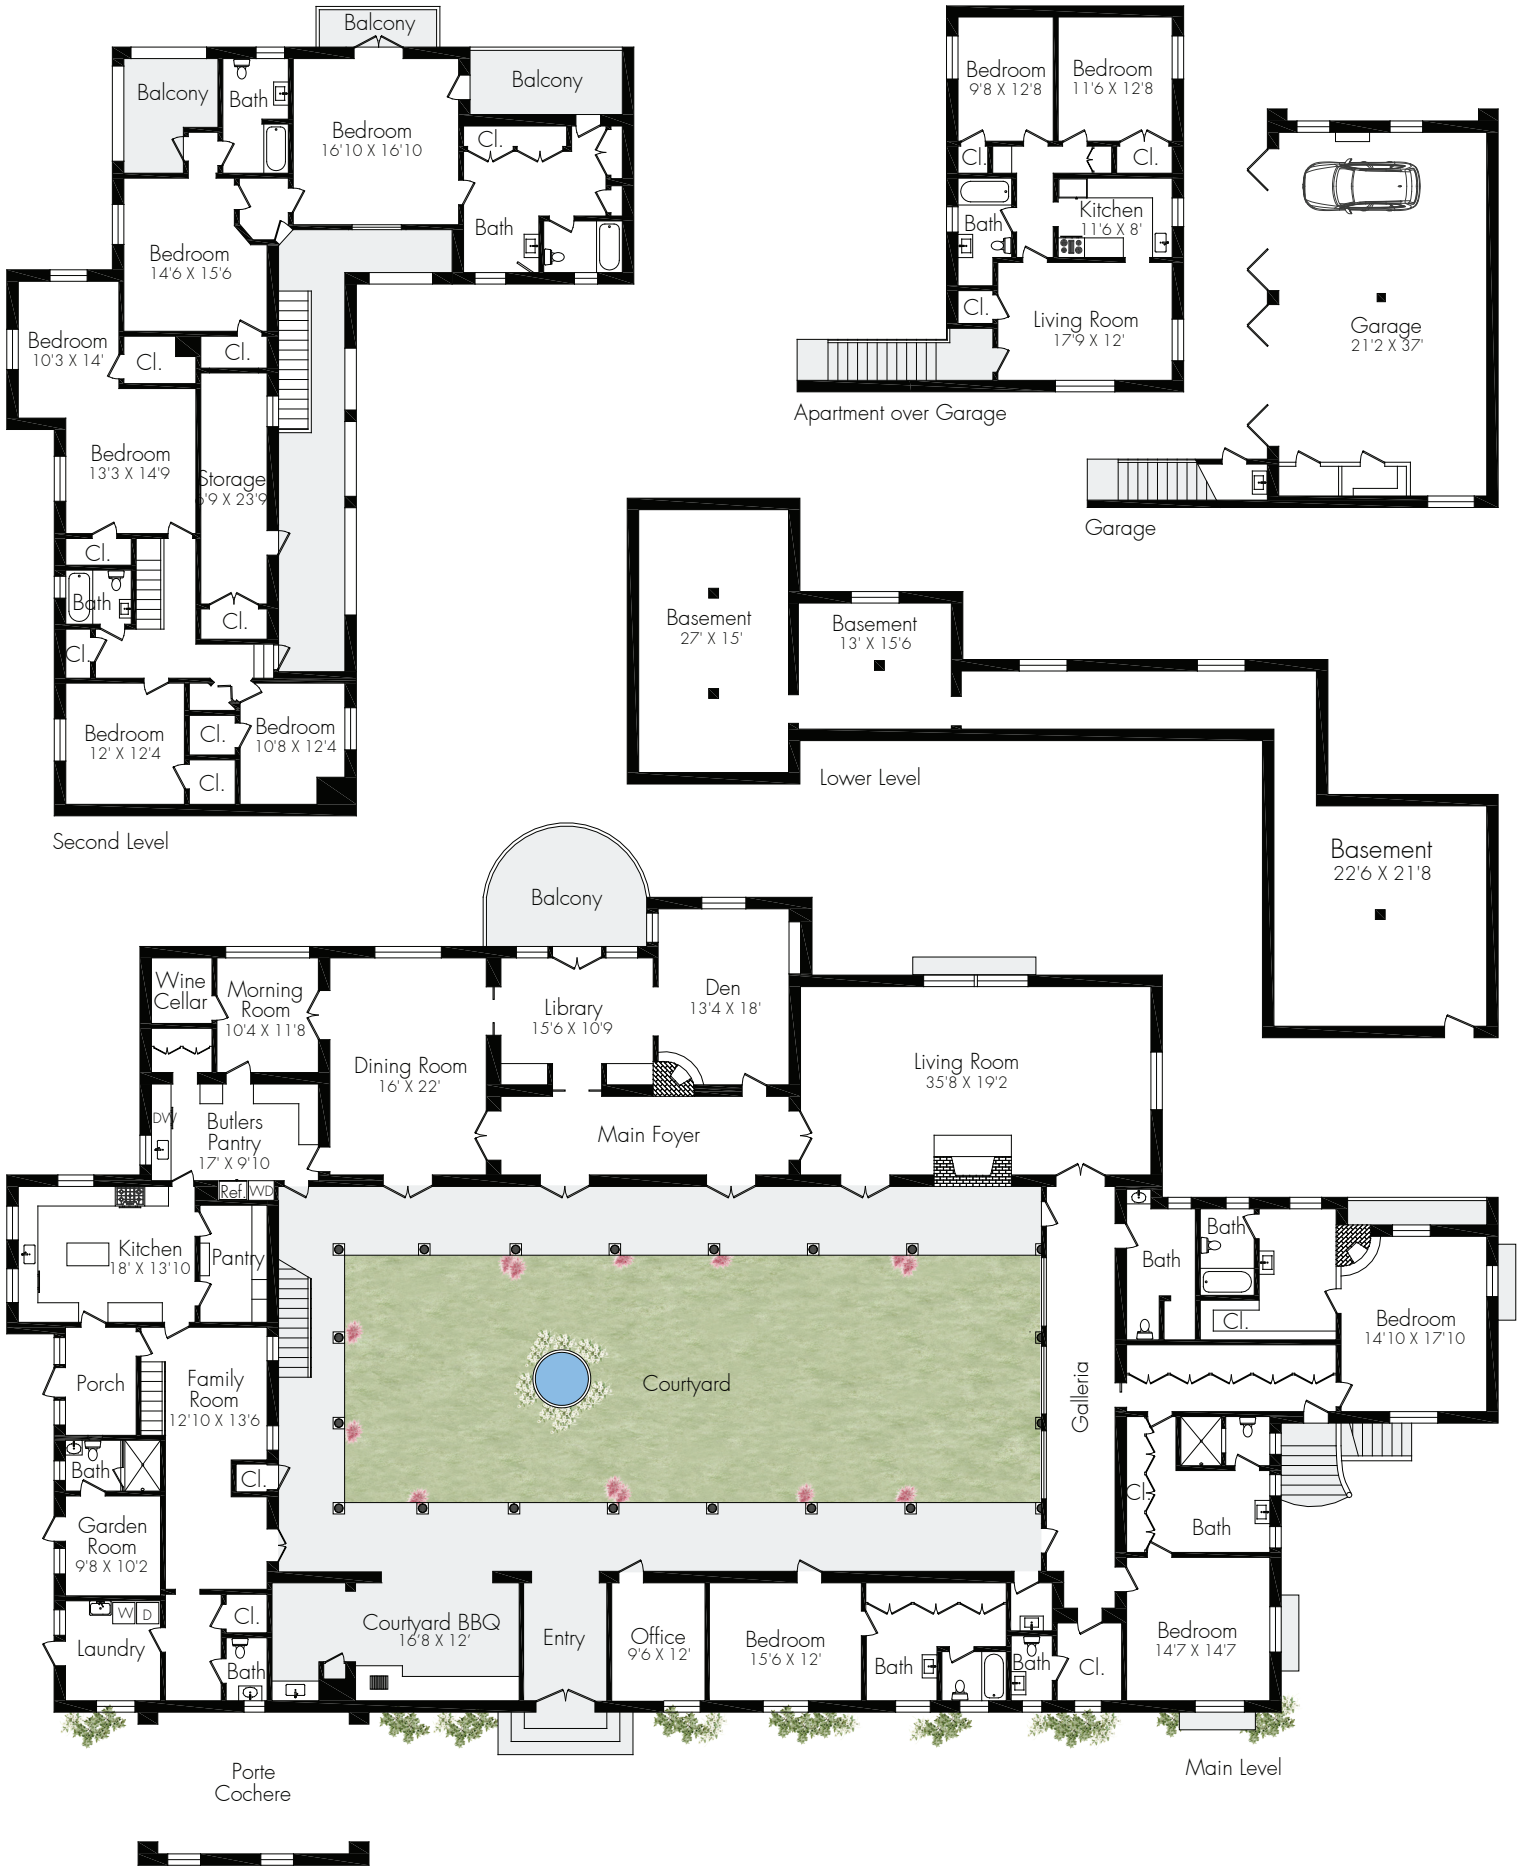 Balcony
Balcony
Balcony
Bath
Bedroom
16'10 X 16'10
Cl.
Bath
Bedroom
14'6 X 15'6
Bedroom
10'3 X 14'
Cl.
Cl.
Bedroom
13'3 X 14'9
Storage
6'9 X 23'9
Cl.
Bath
Cl.
Cl.
Bedroom
12' X 12'4
Cl.
Cl.
Bedroom
10'8 X 12'4
Second Level
Bedroom
9'8 X 12'8
Bedroom
11'6 X 12'8
Cl.
Cl.
Bath
Kitchen
11'6 X 8'
Cl.
Living Room
17'9 X 12'
Apartment over Garage
Garage
21'2 X 37'
Garage
Basement
27' X 15'
Basement
13' X 15'6
Lower Level
Basement
22'6 X 21'8
Balcony
Wine
Cellar
Morning
Room
10'4 X 11'8
Dining Room
16' X 22'
Library
15'6 X 10'9
Den
13'4 X 18'
Living Room
35'8 X 19'2
DW
Butlers
Pantry
17' X 9'10
Ref.
WD
Main Foyer
Kitchen
18' X 13'10
Pantry
Porch
Family
Room
12'10 X 13'6
Courtyard
Galleria
Bath
Bath
Cl.
Bedroom
14'10 X 17'10
Bath
Cl.
Garden
Room
9'8 X 10'2
Cl.
Bath
W
D
Laundry
Cl.
Bath
Courtyard BBQ
16'8 X 12'
Entry
Office
9'6 X 12'
Bedroom
15'6 X 12'
Bath
Bath
Cl.
Bedroom
14'7 X 14'7
Porte
Cochere
Main Level